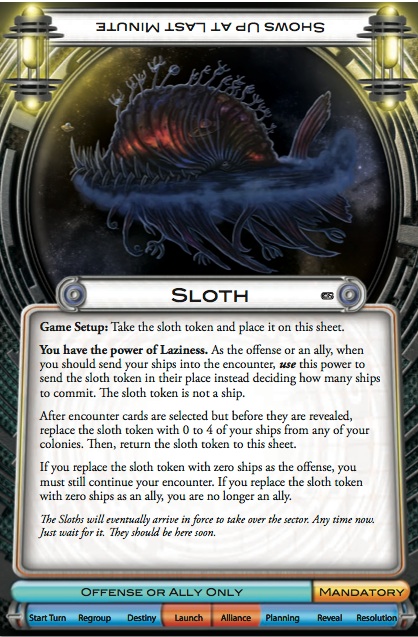 Shows Up at Last Minute
Sloth
Game Setup: Take the sloth token and place it on this sheet.
You have the power of Laziness. As the offense or an ally, when
you should send your ships into the encounter, use this power to
send the sloth token in their place instead deciding how many ships
to commit. The sloth token is not a ship.
After encounter cards are selected but before they are revealed,
replace the sloth token with 0 to 4 of your ships from any of your
colonies. Then, return the sloth token to this sheet.
If you replace the sloth token with zero ships as the offense, you
must still continue your encounter. If you replace the sloth token
with zero ships as an ally, you are no longer an ally.
The Sloths will eventually arrive in force to take over the sector. Any time now.
Just wait for it. They should be here soon.
Offense or Ally Only Mandatory
Start Turn Regroup Destiny Launch Alliance Planning Reveal Resolution